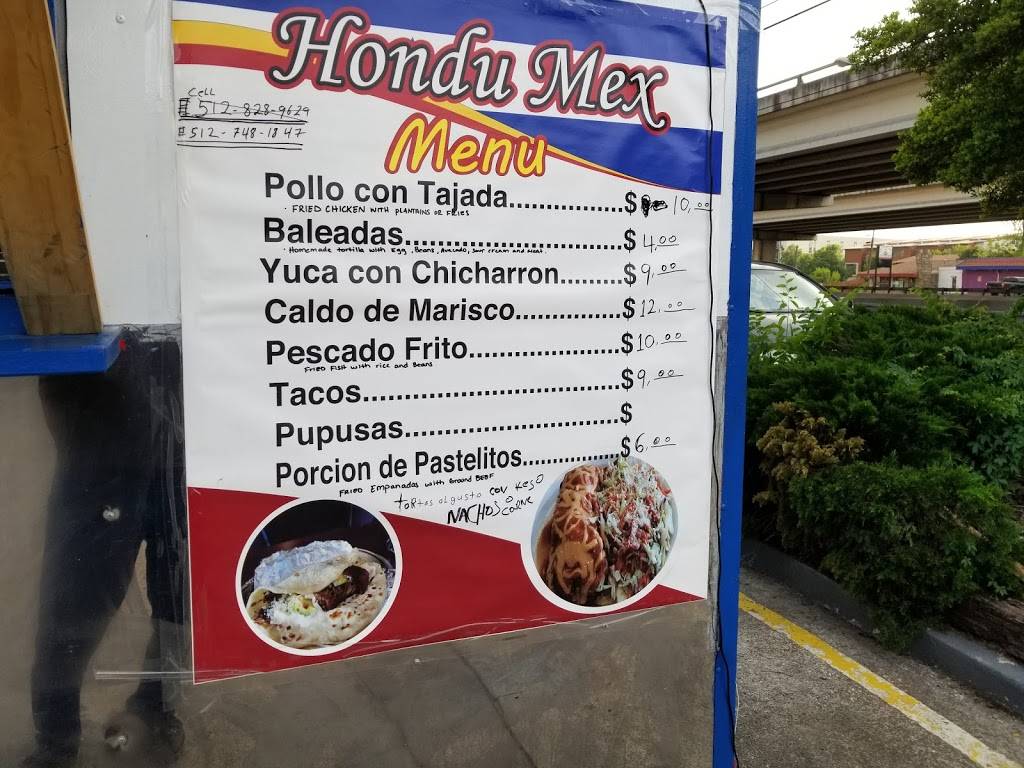 Hondu Mex
Cell
#512-828-9629
#512-748-1847
Menu
Pollo con Tajada...............$ 10.00
· FRIED CHICKEN WITH PLANTAINS OR FRIES
Baleadas.............................$ 4.00
· Homemade tortilla with Egg, Beans, Avocado, Sour cream and Meat.
Yuca con Chicharron........$ 9.00
Caldo de Marisco..............$ 12.00
Pescado Frito....................$ 10.00
FRIED FISH with rice and Beans
Tacos..................................$ 9.00
Pupusas.............................$
Porcion de Pastelitos.............$ 6.00
FRIED Empanadas with Ground BEEF
tortas al gusto con keso
NACHOS o carne